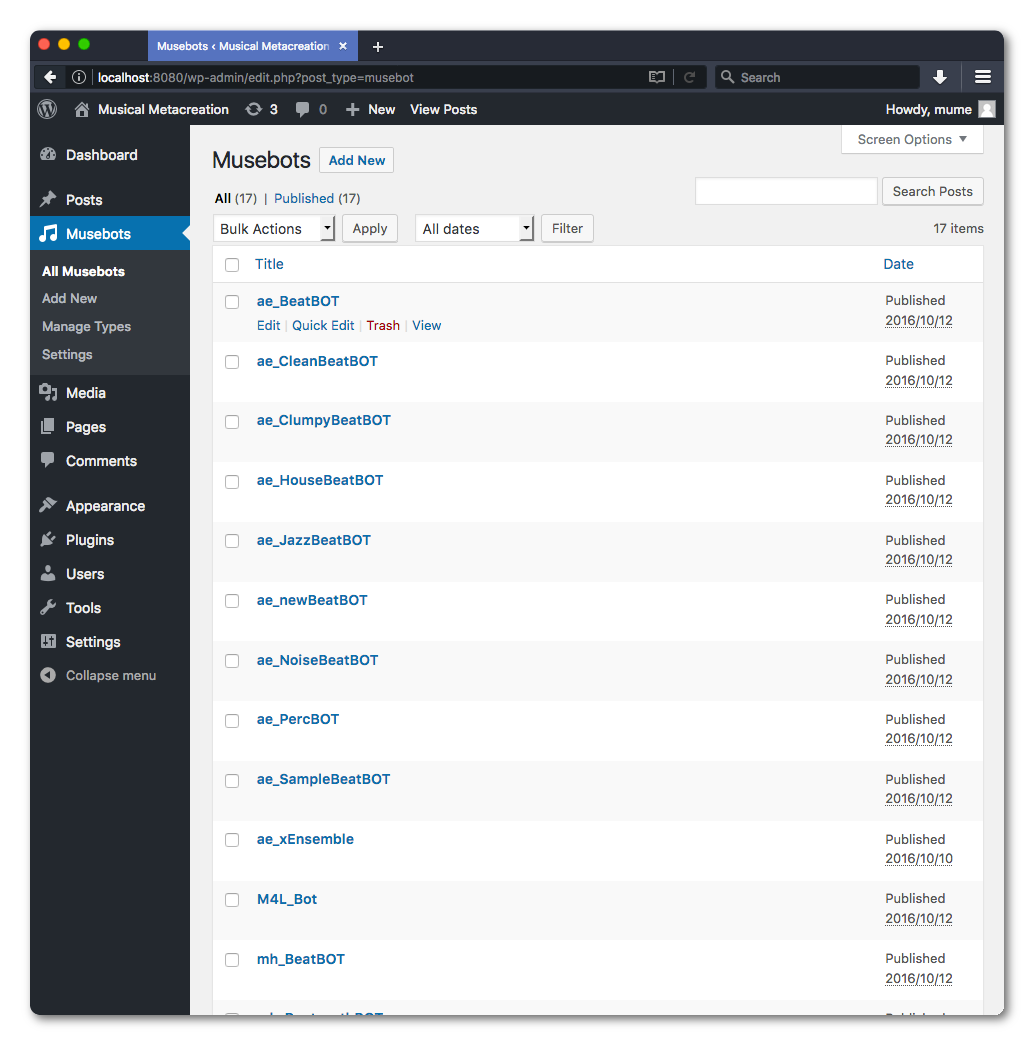 Musebots ‹ Musical Metacreation × +
localhost:8080/wp-admin/edit.php?post_type=musebot Search
Musical Metacreation 3 0 + New View Posts Howdy, mume
Screen Options ▼
Dashboard
Posts
Musebots
All Musebots
Add New
Manage Types
Settings
Media
Pages
Comments
Appearance
Plugins
Users
Tools
Settings
Collapse menu
Musebots Add New
All (17) | Published (17)
Search Posts
Bulk Actions Apply All dates Filter 17 items
Title Date
ae_BeatBOT Published
Edit | Quick Edit | Trash | View 2016/10/12
ae_CleanBeatBOT Published
2016/10/12
ae_ClumpyBeatBOT Published
2016/10/12
ae_HouseBeatBOT Published
2016/10/12
ae_JazzBeatBOT Published
2016/10/12
ae_newBeatBOT Published
2016/10/12
ae_NoiseBeatBOT Published
2016/10/12
ae_PercBOT Published
2016/10/12
ae_SampleBeatBOT Published
2016/10/12
ae_xEnsemble Published
2016/10/10
M4L_Bot Published
2016/10/12
mh_BeatBOT Published
2016/10/12